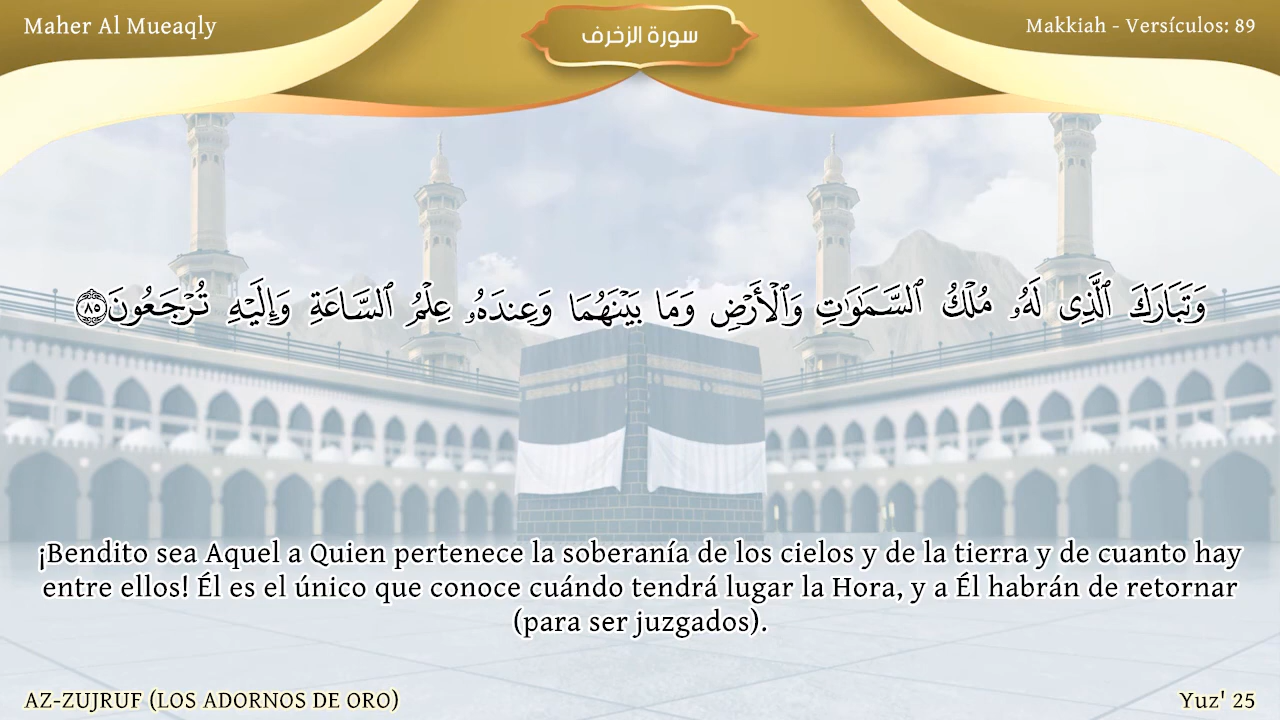 Maher Al Mueaqly
سورة الزخرف
Makkiah - Versículos: 89
وَتَبَارَكَ ٱلَّذِى لَهُۥ مُلْكُ ٱلسَّمَٰوَٰتِ وَٱلْأَرْضِ وَمَا بَيْنَهُمَا وَعِندَهُۥ عِلْمُ ٱلسَّاعَةِ وَإِلَيْهِ تُرْجَعُونَ ٨٥
¡Bendito sea Aquel a Quien pertenece la soberanía de los cielos y de la tierra y de cuanto hay
entre ellos! Él es el único que conoce cuándo tendrá lugar la Hora, y a Él habrán de retornar
(para ser juzgados).
AZ-ZUJRUF (LOS ADORNOS DE ORO)
Yuz' 25